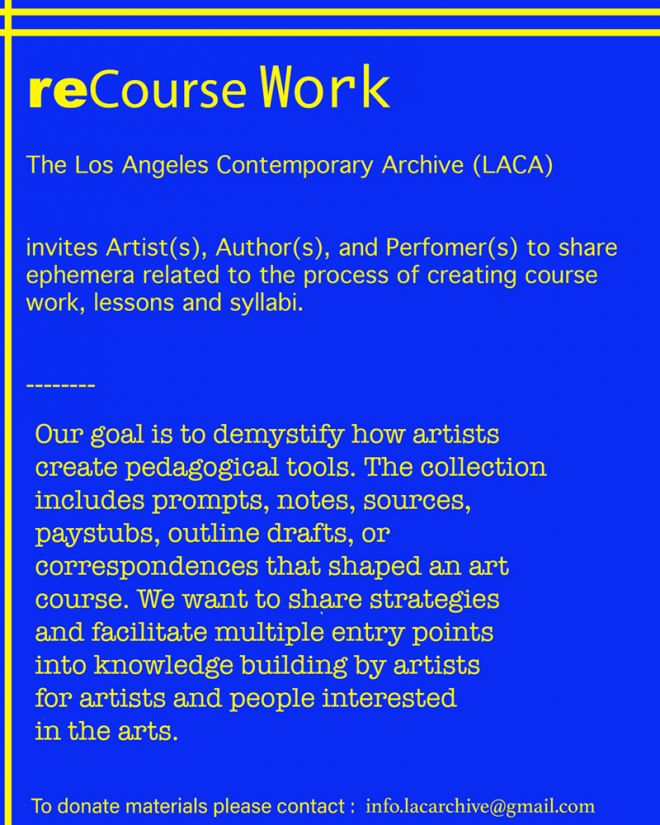 reCourse Work
The Los Angeles Contemporary Archive (LACA)
invites Artist(s), Author(s), and Perfomer(s) to share
ephemera related to the process of creating course
work, lessons and syllabi.
--------
Our goal is to demystify how artists
create pedagogical tools. The collection
includes prompts, notes, sources,
paystubs, outline drafts, or
correspondences that shaped an art
course. We want to share strategies
and facilitate multiple entry points
into knowledge building by artists
for artists and people interested
in the arts.
To donate materials please contact : info.lacarchive@gmail.com